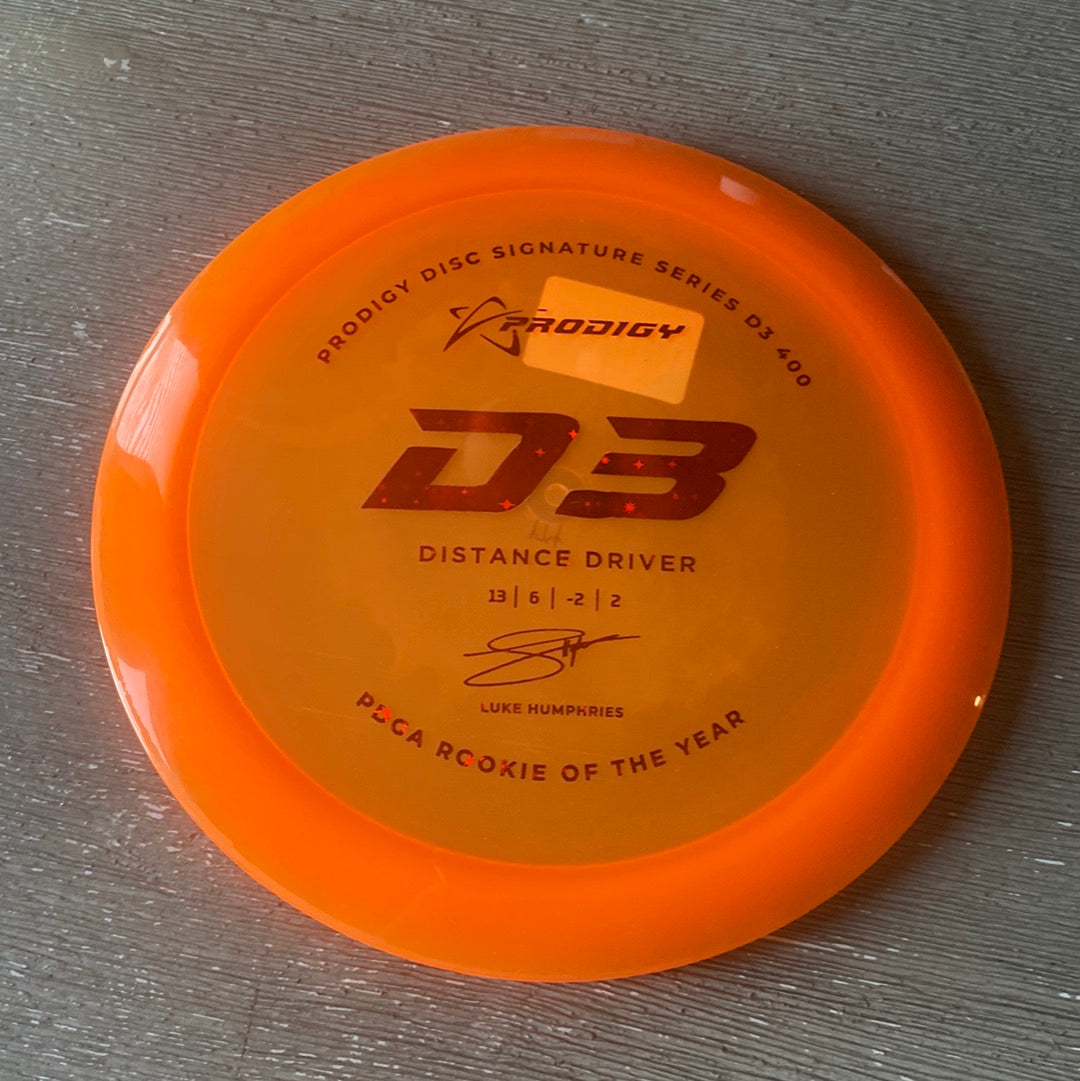 PRODIGY DISC SIGNATURE SERIES D3 400
PRODIGY
D3
DISTANCE DRIVER
13 | 6 | -2 | 2
LUKE HUMPHRIES
PDGA ROOKIE OF THE YEAR